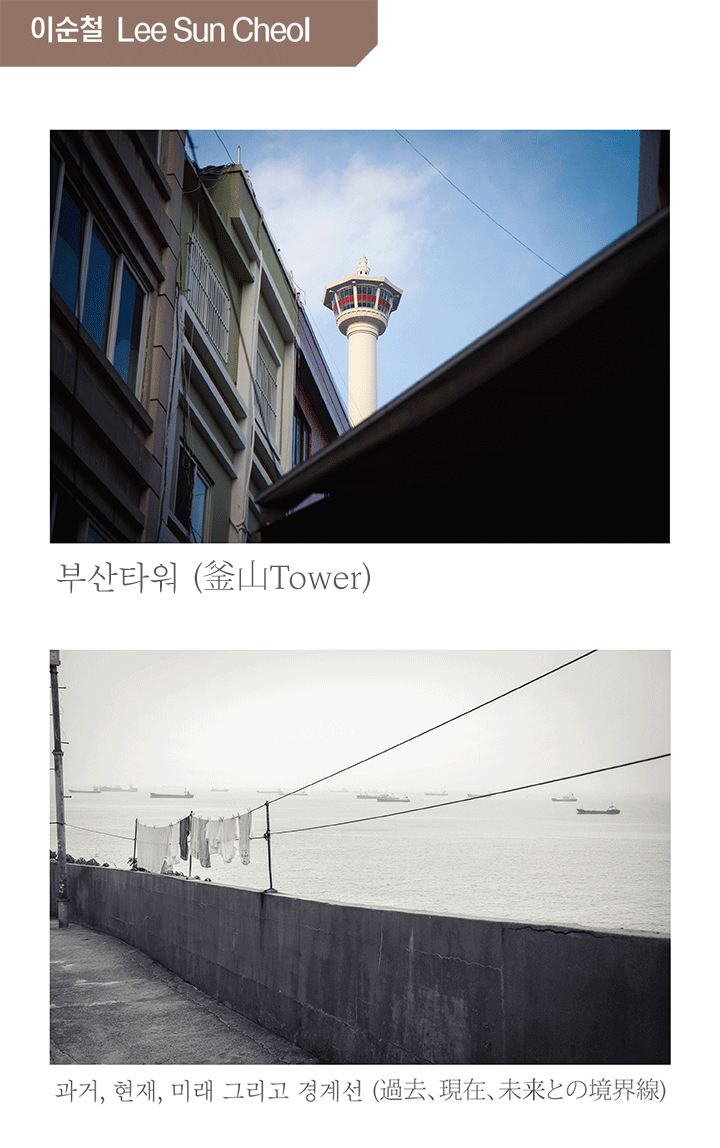 이순철 Lee Sun Cheol
부산타워 (釜山Tower)
과거, 현재, 미래 그리고 경계선 (過去、現在、未来との境界線)